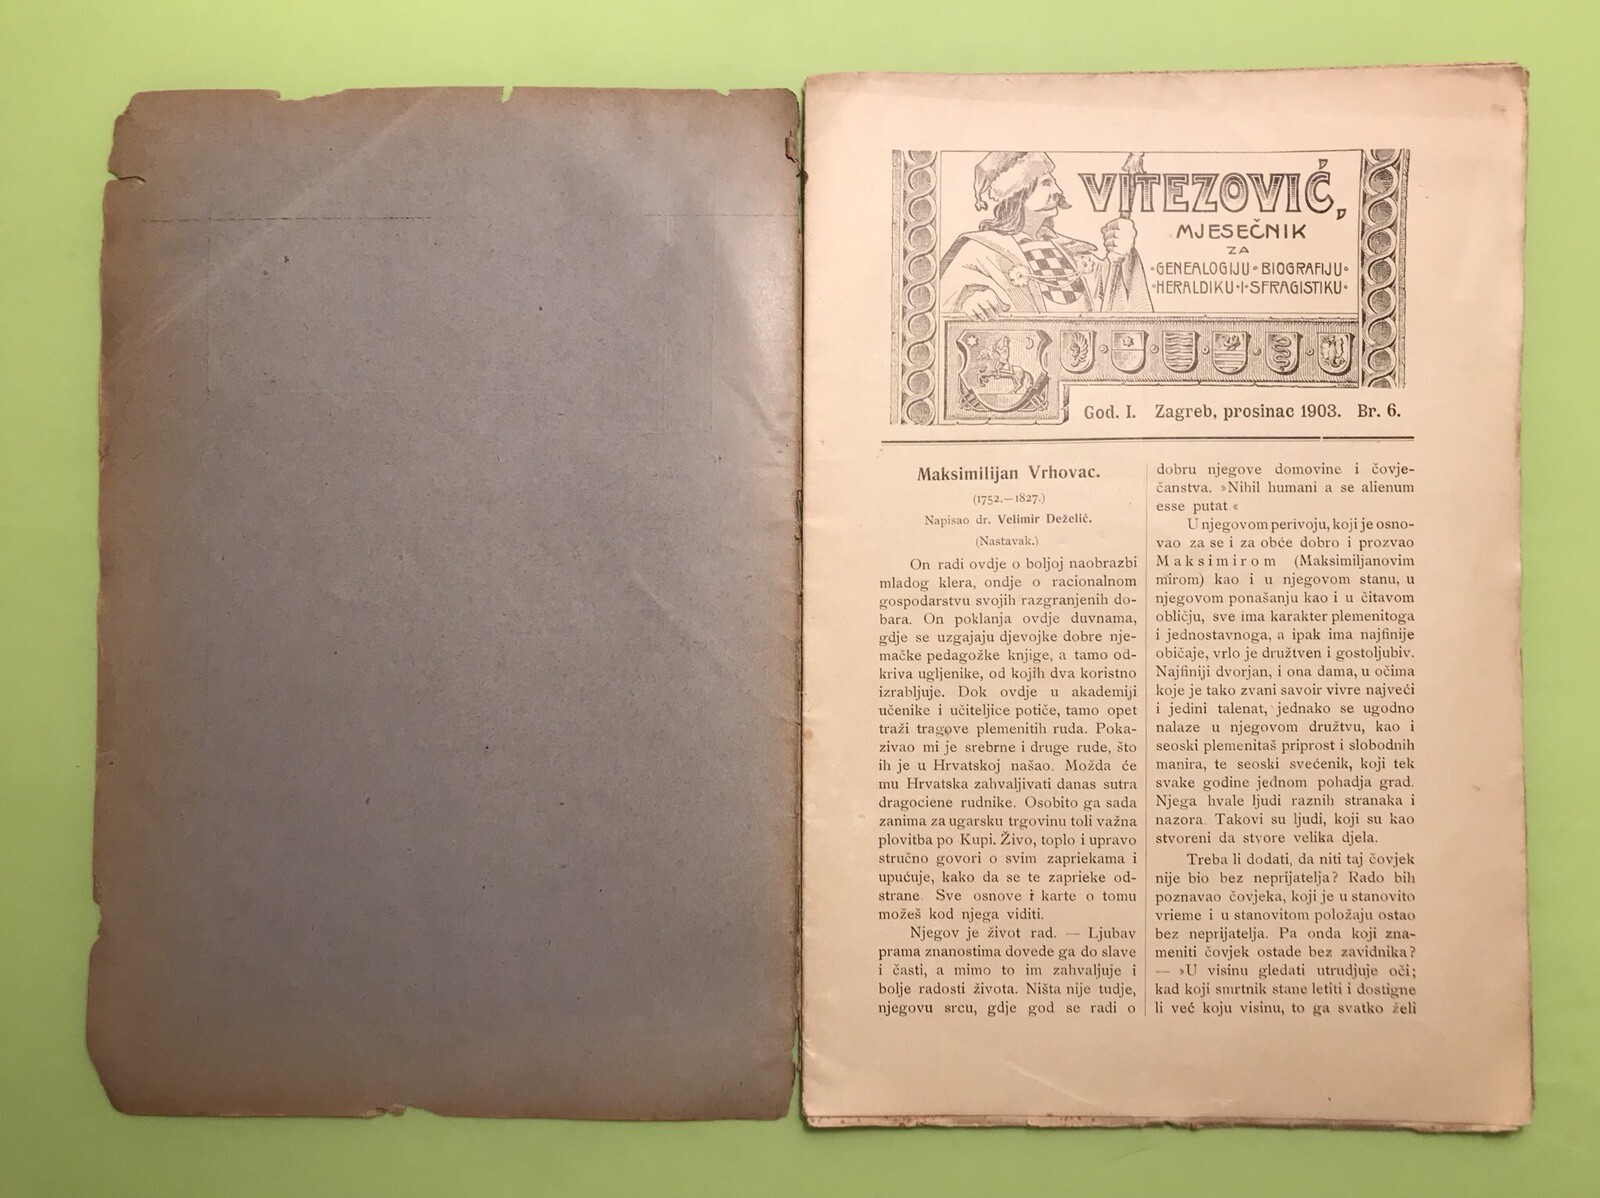 VITEZOVIĆ,
MJESEČNIK
ZA
GENEALOGIJU • BIOGRAFIJU
HERALDIKU • I • SFRAGISTIKU
God. I. Zagreb, prosinac 1903. Br. 6.
Maksimilijan Vrhovac.
(1752.—1827.)
Napisao dr. Velimir Deželić.
(Nastavak.)
On radi ovdje o boljoj naobrazbi
mladog klera, ondje o racionalnom
gospodarstvu svojih razgranjenih do-
bara. On poklanja ovdje duvnama,
gdje se uzgajaju djevojke dobre nje-
mačke pedagožke knjige, a tamo od-
kriva ugljenike, od kojih dva koristno
izrabljuje. Dok ovdje u akademiji
učenike i učiteljice potiče, tamo opet
traži tragove plemenitih ruda. Poka-
zivao mi je srebrne i druge rude, što
ih je u Hrvatskoj našao. Možda će
mu Hrvatska zahvaljivati danas sutra
dragociene rudnike. Osobito ga sada
zanima za ugarsku trgovinu toli važna
plovitba po Kupi. Živo, toplo i upravo
stručno govori o svim zapriekama i
upućuje, kako da se te zaprieke od-
strane. Sve osnove i karte o tomu
možeš kod njega viditi.
Njegov je život rad. — Ljubav
prama znanostima dovede ga do slave
i časti, a mimo to im zahvaljuje i
bolje radosti života. Ništa nije tudje,
njegovu srcu, gdje god se radi o
dobru njegove domovine i čovje-
čanstva. »Nihil humani a se alienum
esse putat «
U njegovom perivoju, koji je osno-
vao za se i za obće dobro i prozvao
Maksimirom (Maksimiljanovim
mirom) kao i u njegovom stanu, u
njegovom ponašanju kao i u čitavom
obličju, sve ima karakter plemenitoga
i jednostavnoga, a ipak ima najfinije
običaje, vrlo je družtven i gostoljubiv.
Najfiniji dvorjan, i ona dama, u očima
koje je tako zvani savoir vivre najveći
i jedini talenat, jednako se ugodno
nalaze u njegovom družtvu, kao i
seoski plemenitaš priprost i slobodnih
manira, te seoski svećenik, koji tek
svake godine jednom pohadja grad.
Njega hvale ljudi raznih stranaka i
nazora. Takovi su ljudi, koji su kao
stvoreni da stvore velika djela.
Treba li dodati, da niti taj čovjek
nije bio bez neprijatelja? Rado bih
poznavao čovjeka, koji je u stanovito
vrieme i u stanovitom položaju ostao
bez neprijatelja. Pa onda koji zna-
meniti čovjek ostade bez zavidnika?
— »U visinu gledati utrudjuje oči;
kad koji smrtnik stane letiti i dostigne
li već koju visinu, to ga svatko želi